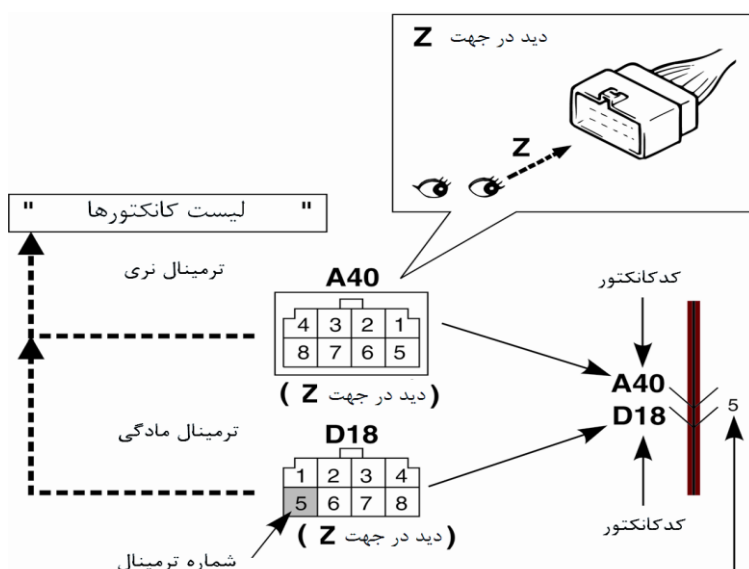 دید در جهت Z
Z
" لیست کانکتورها "
ترمینال نری
A40
4 3 2 1
8 7 6 5
(دید در جهت Z)
کدکانکتور
A40
D18
5
کدکانکتور
ترمینال مادگی
D18
1 2 3 4
5 6 7 8
(دید در جهت Z)
شماره ترمینال